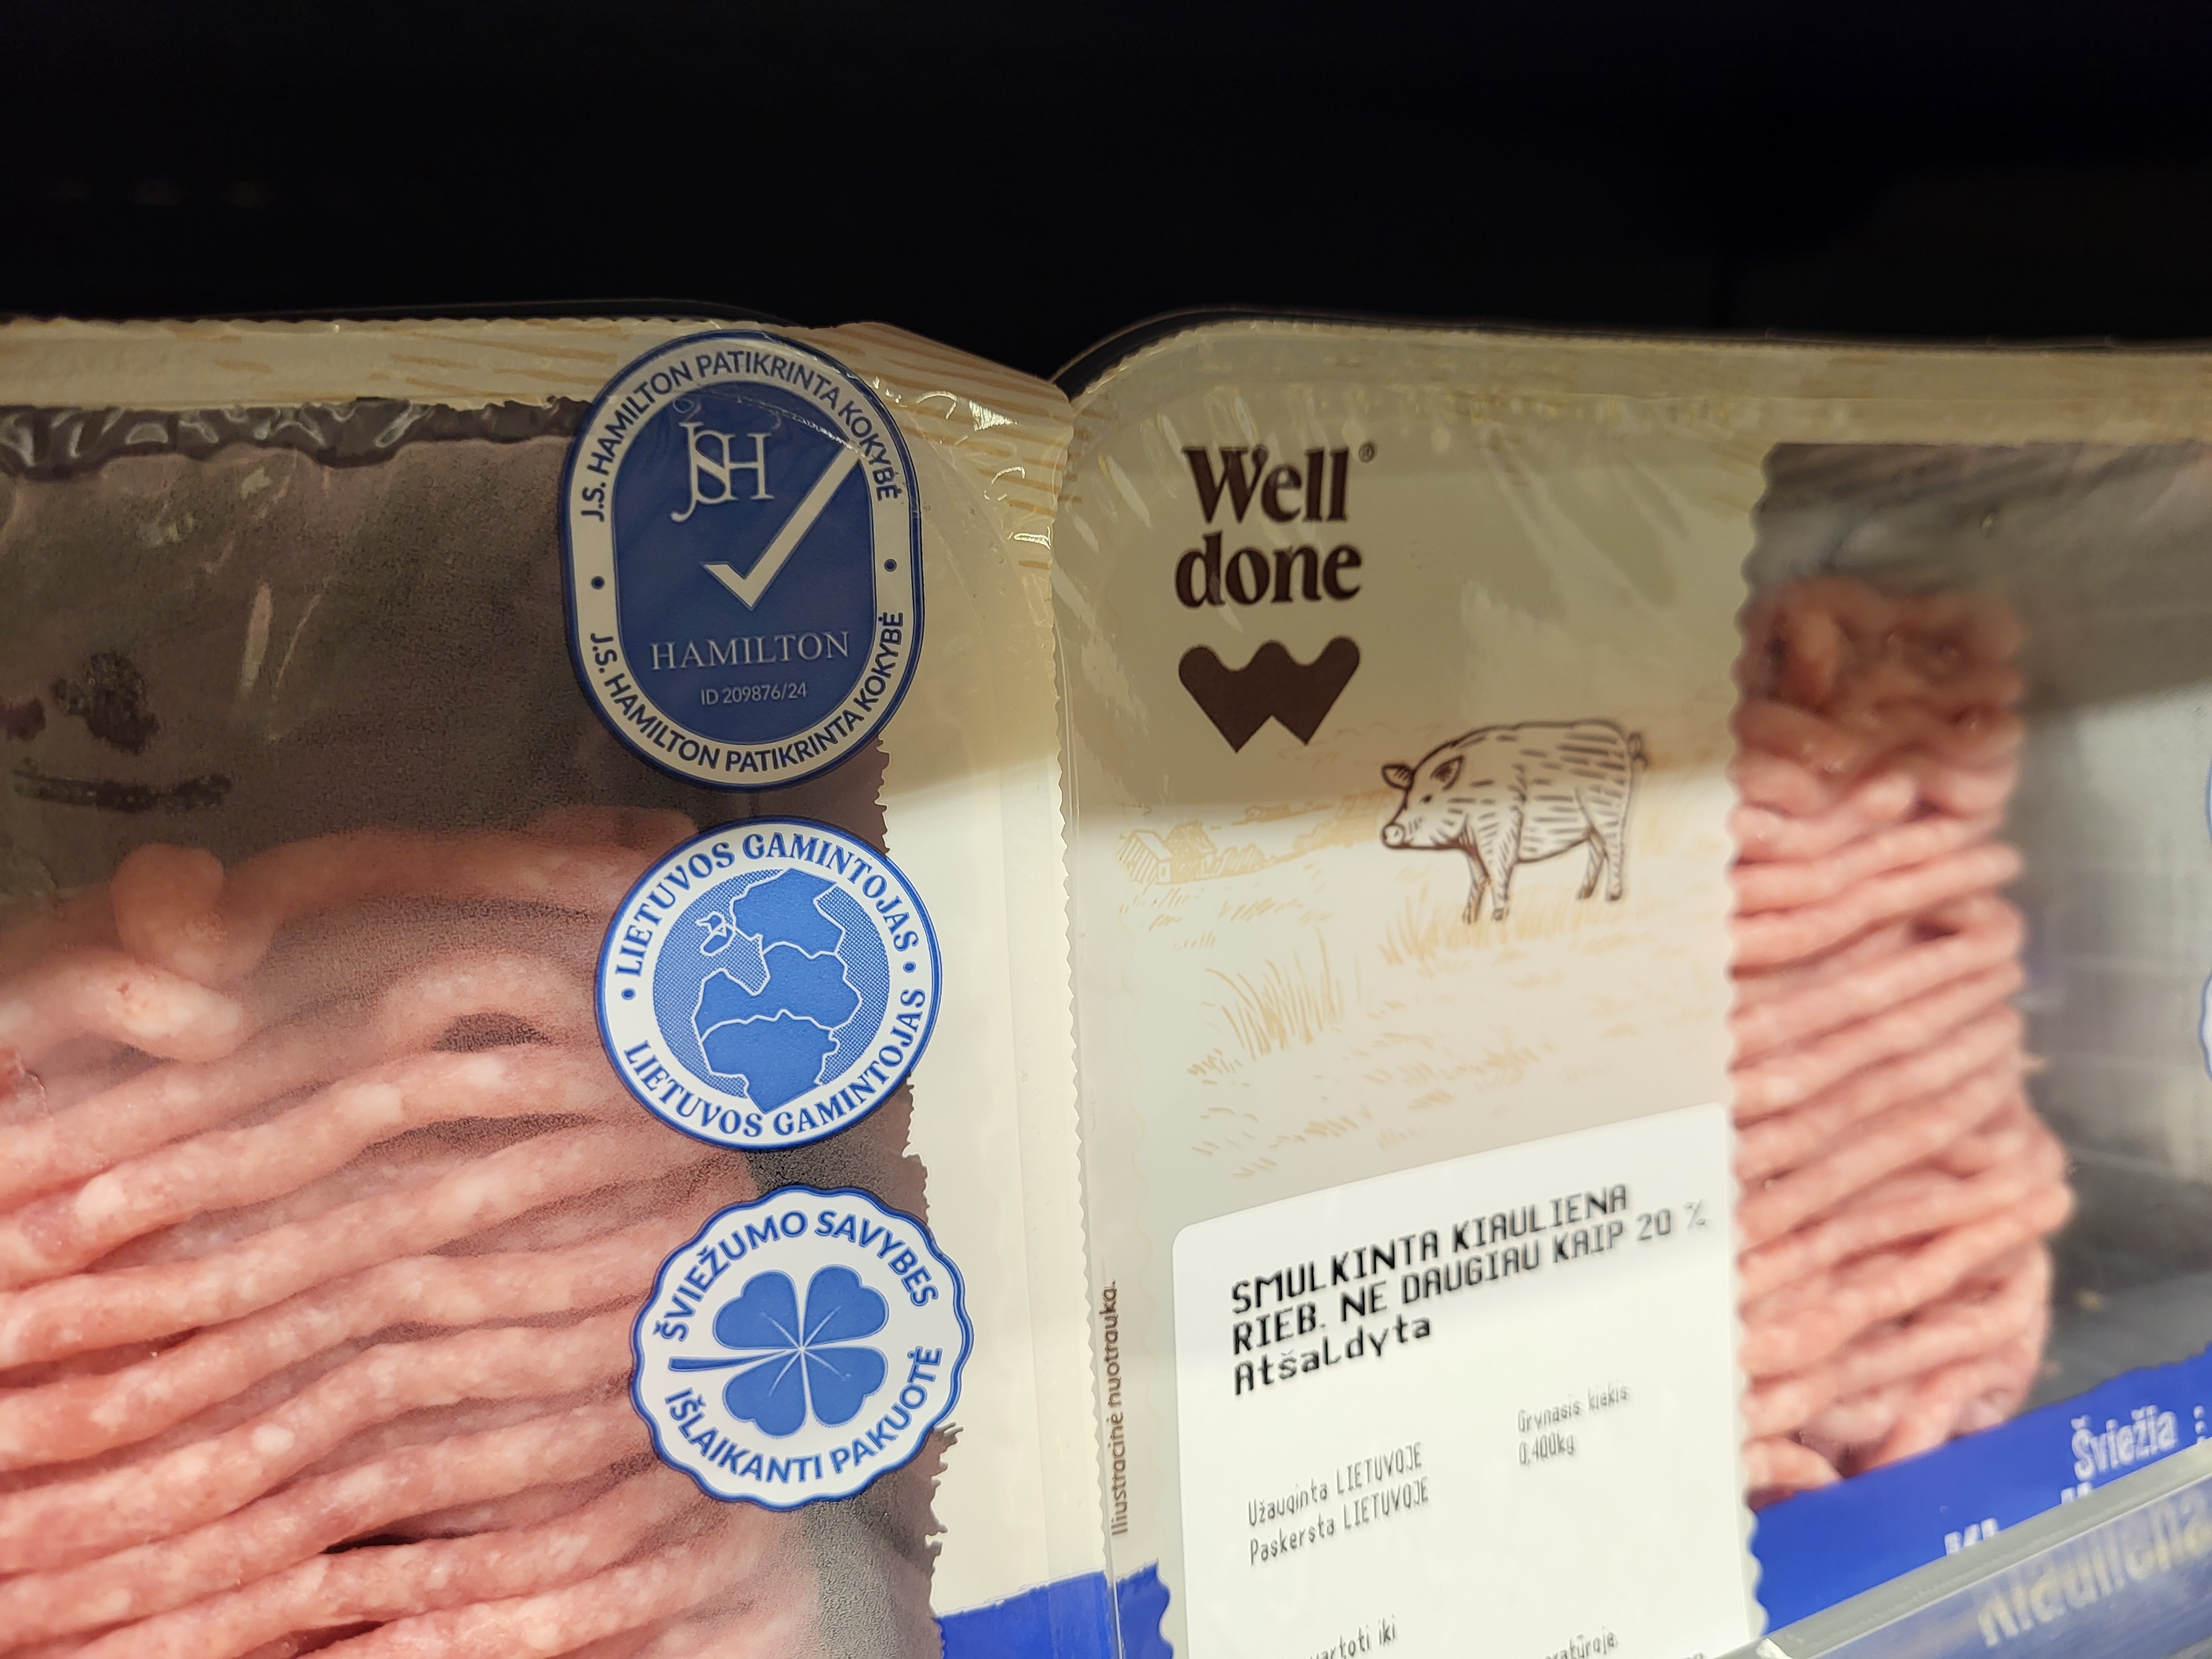 J.S. HAMILTON PATIKRINTA KOKYBĖ
JSH
HAMILTON
ID 209876/24
J.S. HAMILTON PATIKRINTA KOKYBĖ
• LIETUVOS GAMINTOJAS •
LIETUVOS GAMINTOJAS
ŠVIEŽUMO SAVYBES
IŠLAIKANTI PAKUOTĖ
Well®
done
Iliustracinė nuotrauka.
SMULKINTA KIAULIENA
RIEB. NE DAUGIAU KAIP 20 %
Atšaldyta
Grynasis kiekis:
0,400kg
Užauginta LIETUVOJE
Paskersta LIETUVOJE
iki
Šviežia